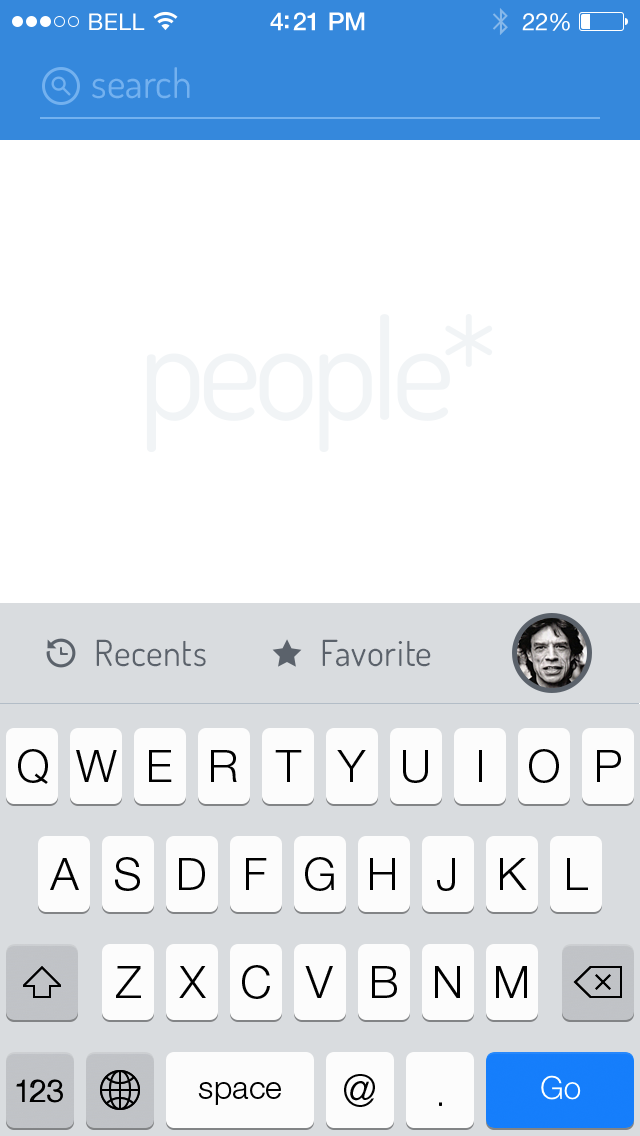 BELL 4:21 PM 22%
search
people*
Recents Favorite
Q W E R T Y U I O P
A S D F G H J K L
Z X C V B N M
123 space @ . Go